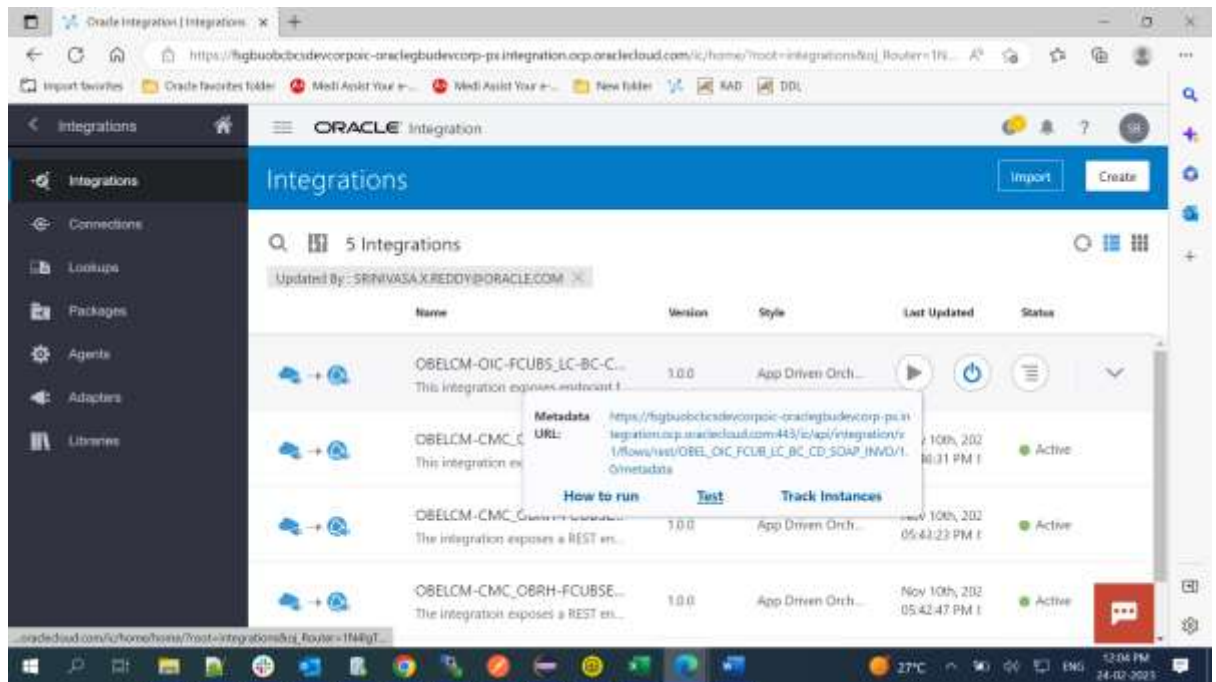 Oracle Integration | Integrations
https://fsgbuobcbcsdevcorpoic-oraclegbudevcorp-px.integration.ocp.oraclecloud.com/ic/home/?root=integrations&oj_Router=1N...
Import favorites Oracle favorites folder Medi Assist Your e-... Medi Assist Your e-... New folder RAD DDL
Integrations ORACLE Integration ? SR
Integrations Integrations Import Create
Connections
5 Integrations
Lookups
Updated By : SRINIVASA.X.REDDY@ORACLE.COM
Packages Name Version Style Last Updated Status
Agents
OBELCM-OIC-FCUBS_LC-BC-C... 1.0.0 App Driven Orch...
This integration exposes endpoint t
Adapters
Metadata URL: https://fsgbuobcbcsdevcorpoic-oraclegbudevcorp-px.in
tegration.ocp.oraclecloud.com:443/ic/api/integration/v
1/flows/rest/OBEL_OIC_FCUB_LC_BC_CD_SOAP_INVO/1.
0/metadata
Libraries
OBELCM-CMC_ 10th, 202 Active
This integration ex :31 PM
How to run Test Track Instances
OBELCM-CMC_ 1.0.0 App Driven Orch... Nov 10th, 202 Active
The integration exposes a REST en... 05:43:23 PM
OBELCM-CMC_OBRH-FCUBSE... 1.0.0 App Driven Orch... Nov 10th, 202 Active
The integration exposes a REST en... 05:42:47 PM
27°C ENG 12:04 PM
24-02-2023